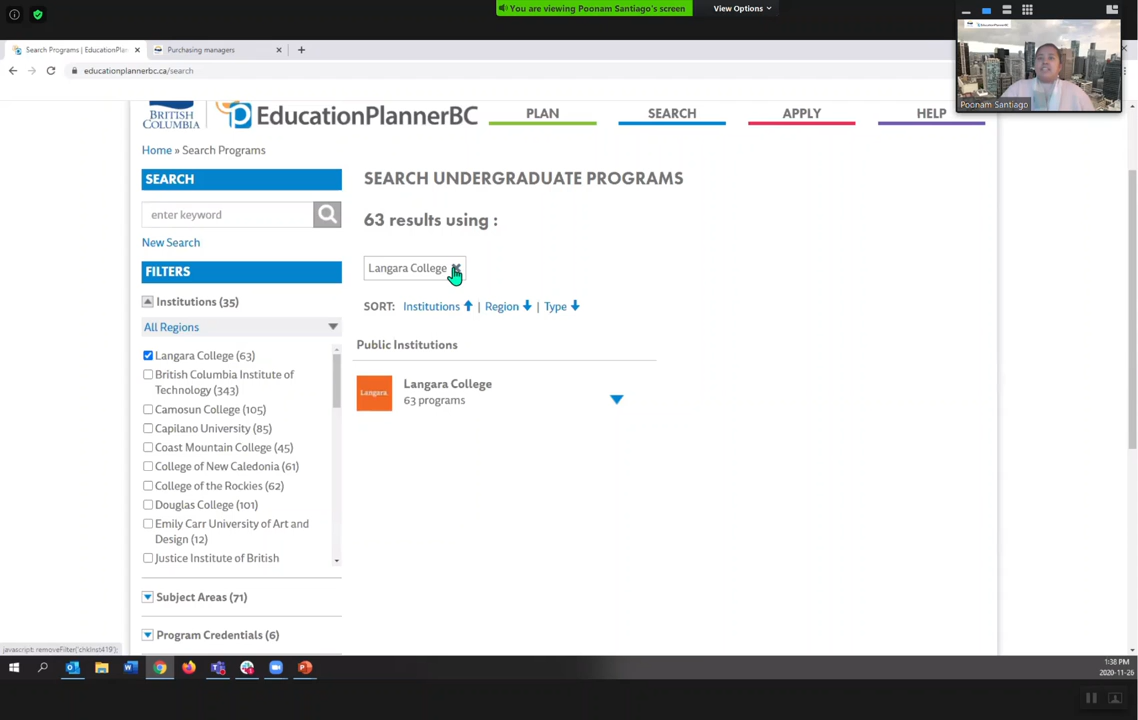 You are viewing Poonam Santiago's screen
View Options
Search Programs | EducationPlan
Purchasing managers
educationplannerbc.ca/search
Poonam Santiago
BRITISH
COLUMBIA
EducationPlannerBC
PLAN
SEARCH
APPLY
HELP
Home » Search Programs
SEARCH
enter keyword
New Search
FILTERS
Institutions (35)
All Regions
Langara College (63)
British Columbia Institute of
Technology (343)
Camosun College (105)
Capilano University (85)
Coast Mountain College (45)
College of New Caledonia (61)
College of the Rockies (62)
Douglas College (101)
Emily Carr University of Art and
Design (12)
Justice Institute of British
Subject Areas (71)
Program Credentials (6)
SEARCH UNDERGRADUATE PROGRAMS
63 results using :
Langara College
SORT: Institutions | Region | Type
Public Institutions
Langara.
Langara College
63 programs
javascript: removeFilter('chkInst419');
1:38 PM
2020-11-26